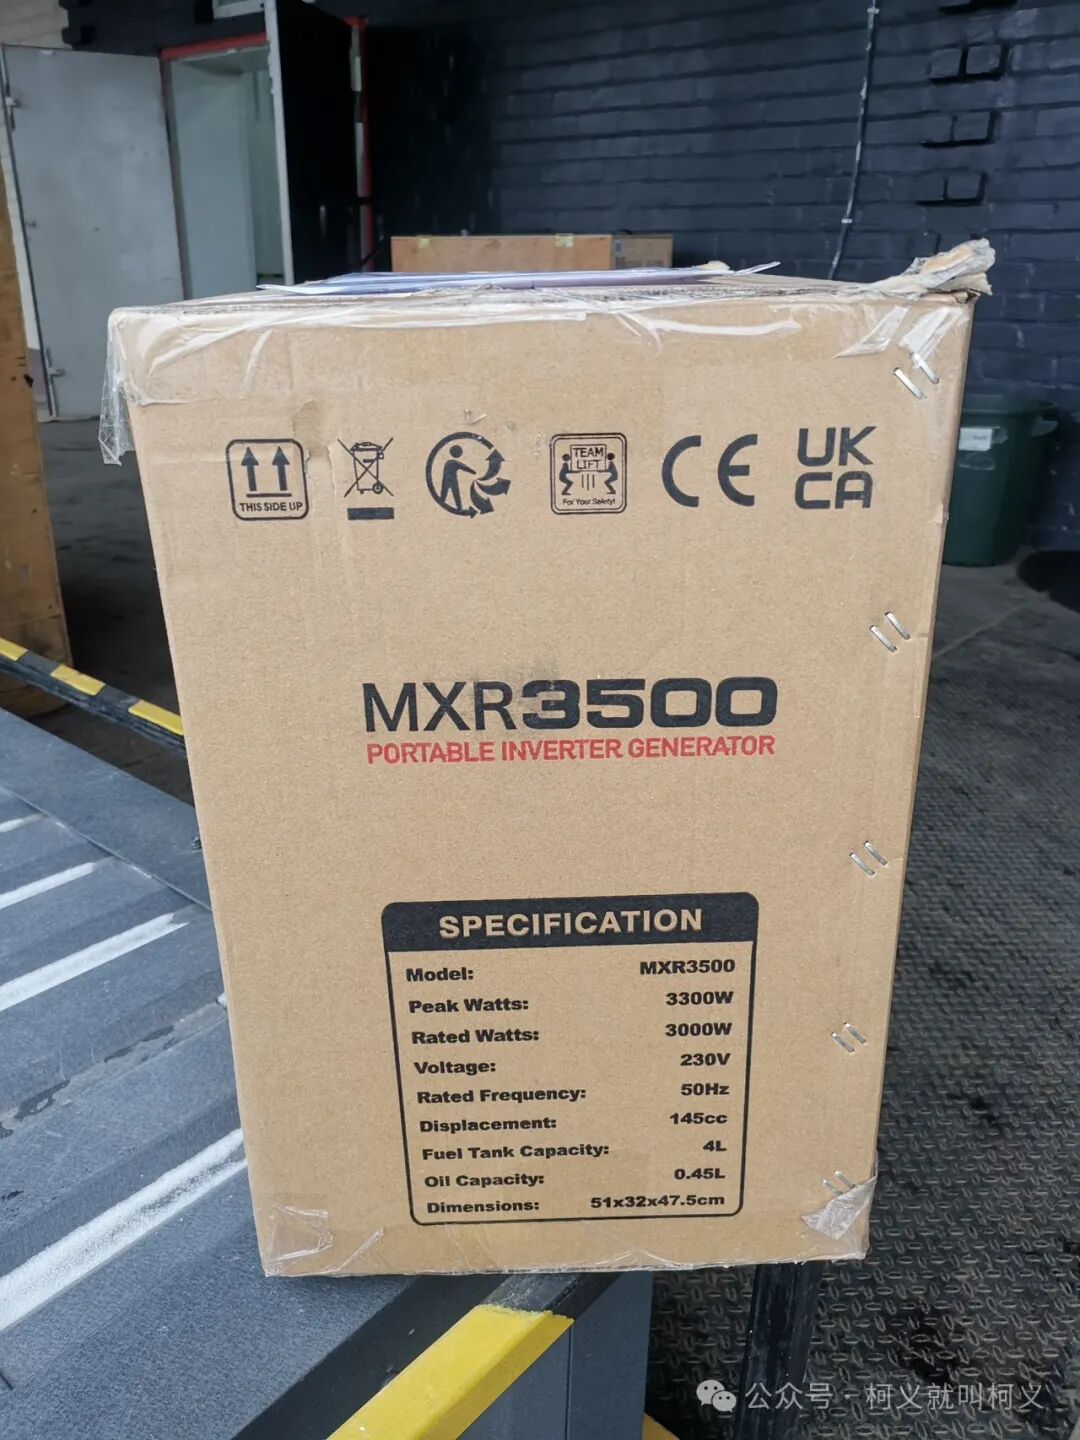 THIS SIDE UP
TEAM
LIFT
For Your Safety!
CE
UK
CA
MXR3500
PORTABLE INVERTER GENERATOR
SPECIFICATION
Model: MXR3500
Peak Watts: 3300W
Rated Watts: 3000W
Voltage: 230V
Rated Frequency: 50Hz
Displacement: 145cc
Fuel Tank Capacity: 4L
Oil Capacity: 0.45L
Dimensions: 51x32x47.5cm
公众号 · 柯义就叫柯义